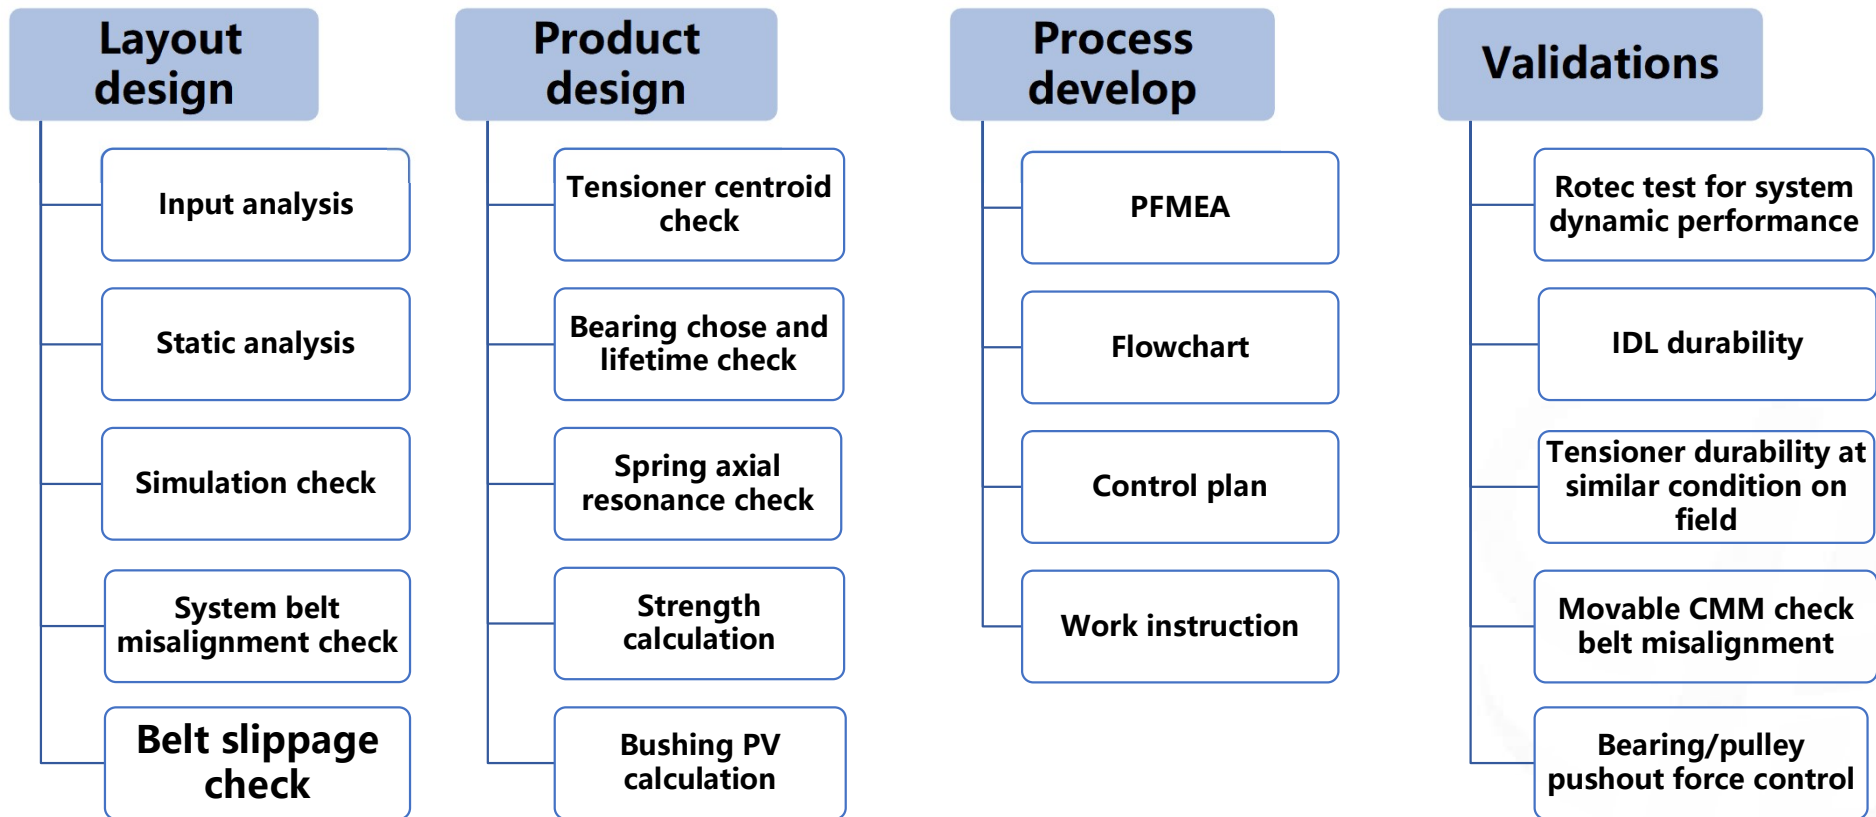 Layout
design
Input analysis
Static analysis
Simulation check
System belt
misalignment check
Belt slippage
check
Product
design
Tensioner centroid
check
Bearing chose and
lifetime check
Spring axial
resonance check
Strength
calculation
Bushing PV
calculation
Process
develop
PFMEA
Flowchart
Control plan
Work instruction
Validations
Rotec test for system
dynamic performance
IDL durability
Tensioner durability at
similar condition on
field
Movable CMM check
belt misalignment
Bearing/pulley
pushout force control